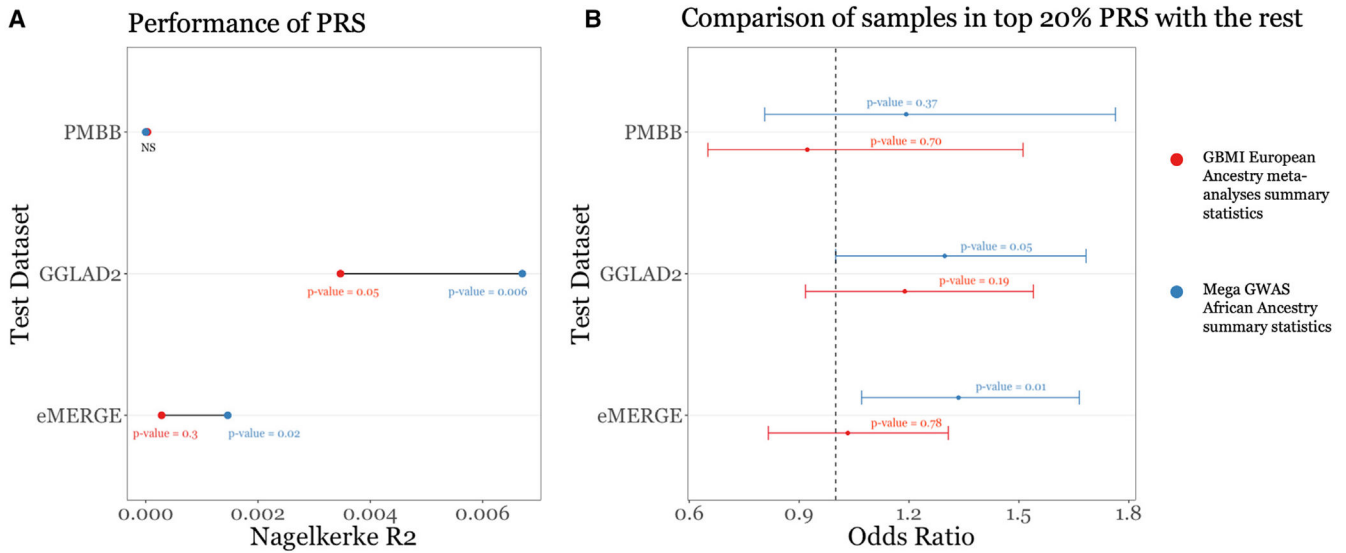 A
Performance of PRS
Test Dataset
PMBB
GGLAD2
eMERGE
NS
p-value = 0.05
p-value = 0.006
p-value = 0.3
p-value = 0.02
0.000
0.002
0.004
0.006
Nagelkerke R2
B
Comparison of samples in top 20% PRS with the rest
Test Dataset
PMBB
GGLAD2
eMERGE
p-value = 0.37
p-value = 0.70
p-value = 0.05
p-value = 0.19
p-value = 0.01
p-value = 0.78
0.6
0.9
1.2
1.5
1.8
Odds Ratio
GBMI European
Ancestry meta-
analyses summary
statistics
Mega GWAS
African Ancestry
summary statistics